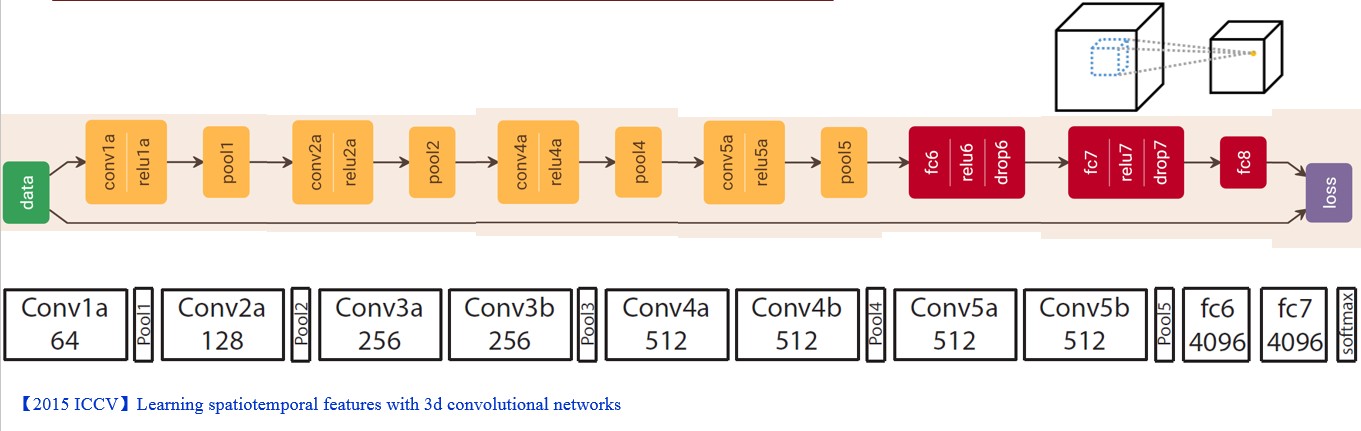 data
conv1a
relu1a
pool1
conv2a
relu2a
pool2
conv4a
relu4a
pool4
conv5a
relu5a
pool5
fc6
relu6
drop6
fc7
relu7
drop7
fc8
loss
Conv1a
64
Pool1
Conv2a
128
Pool2
Conv3a
256
Conv3b
256
Pool3
Conv4a
512
Conv4b
512
Pool4
Conv5a
512
Conv5b
512
Pool5
fc6
4096
fc7
4096
softmax
【2015 ICCV】Learning spatiotemporal features with 3d convolutional networks